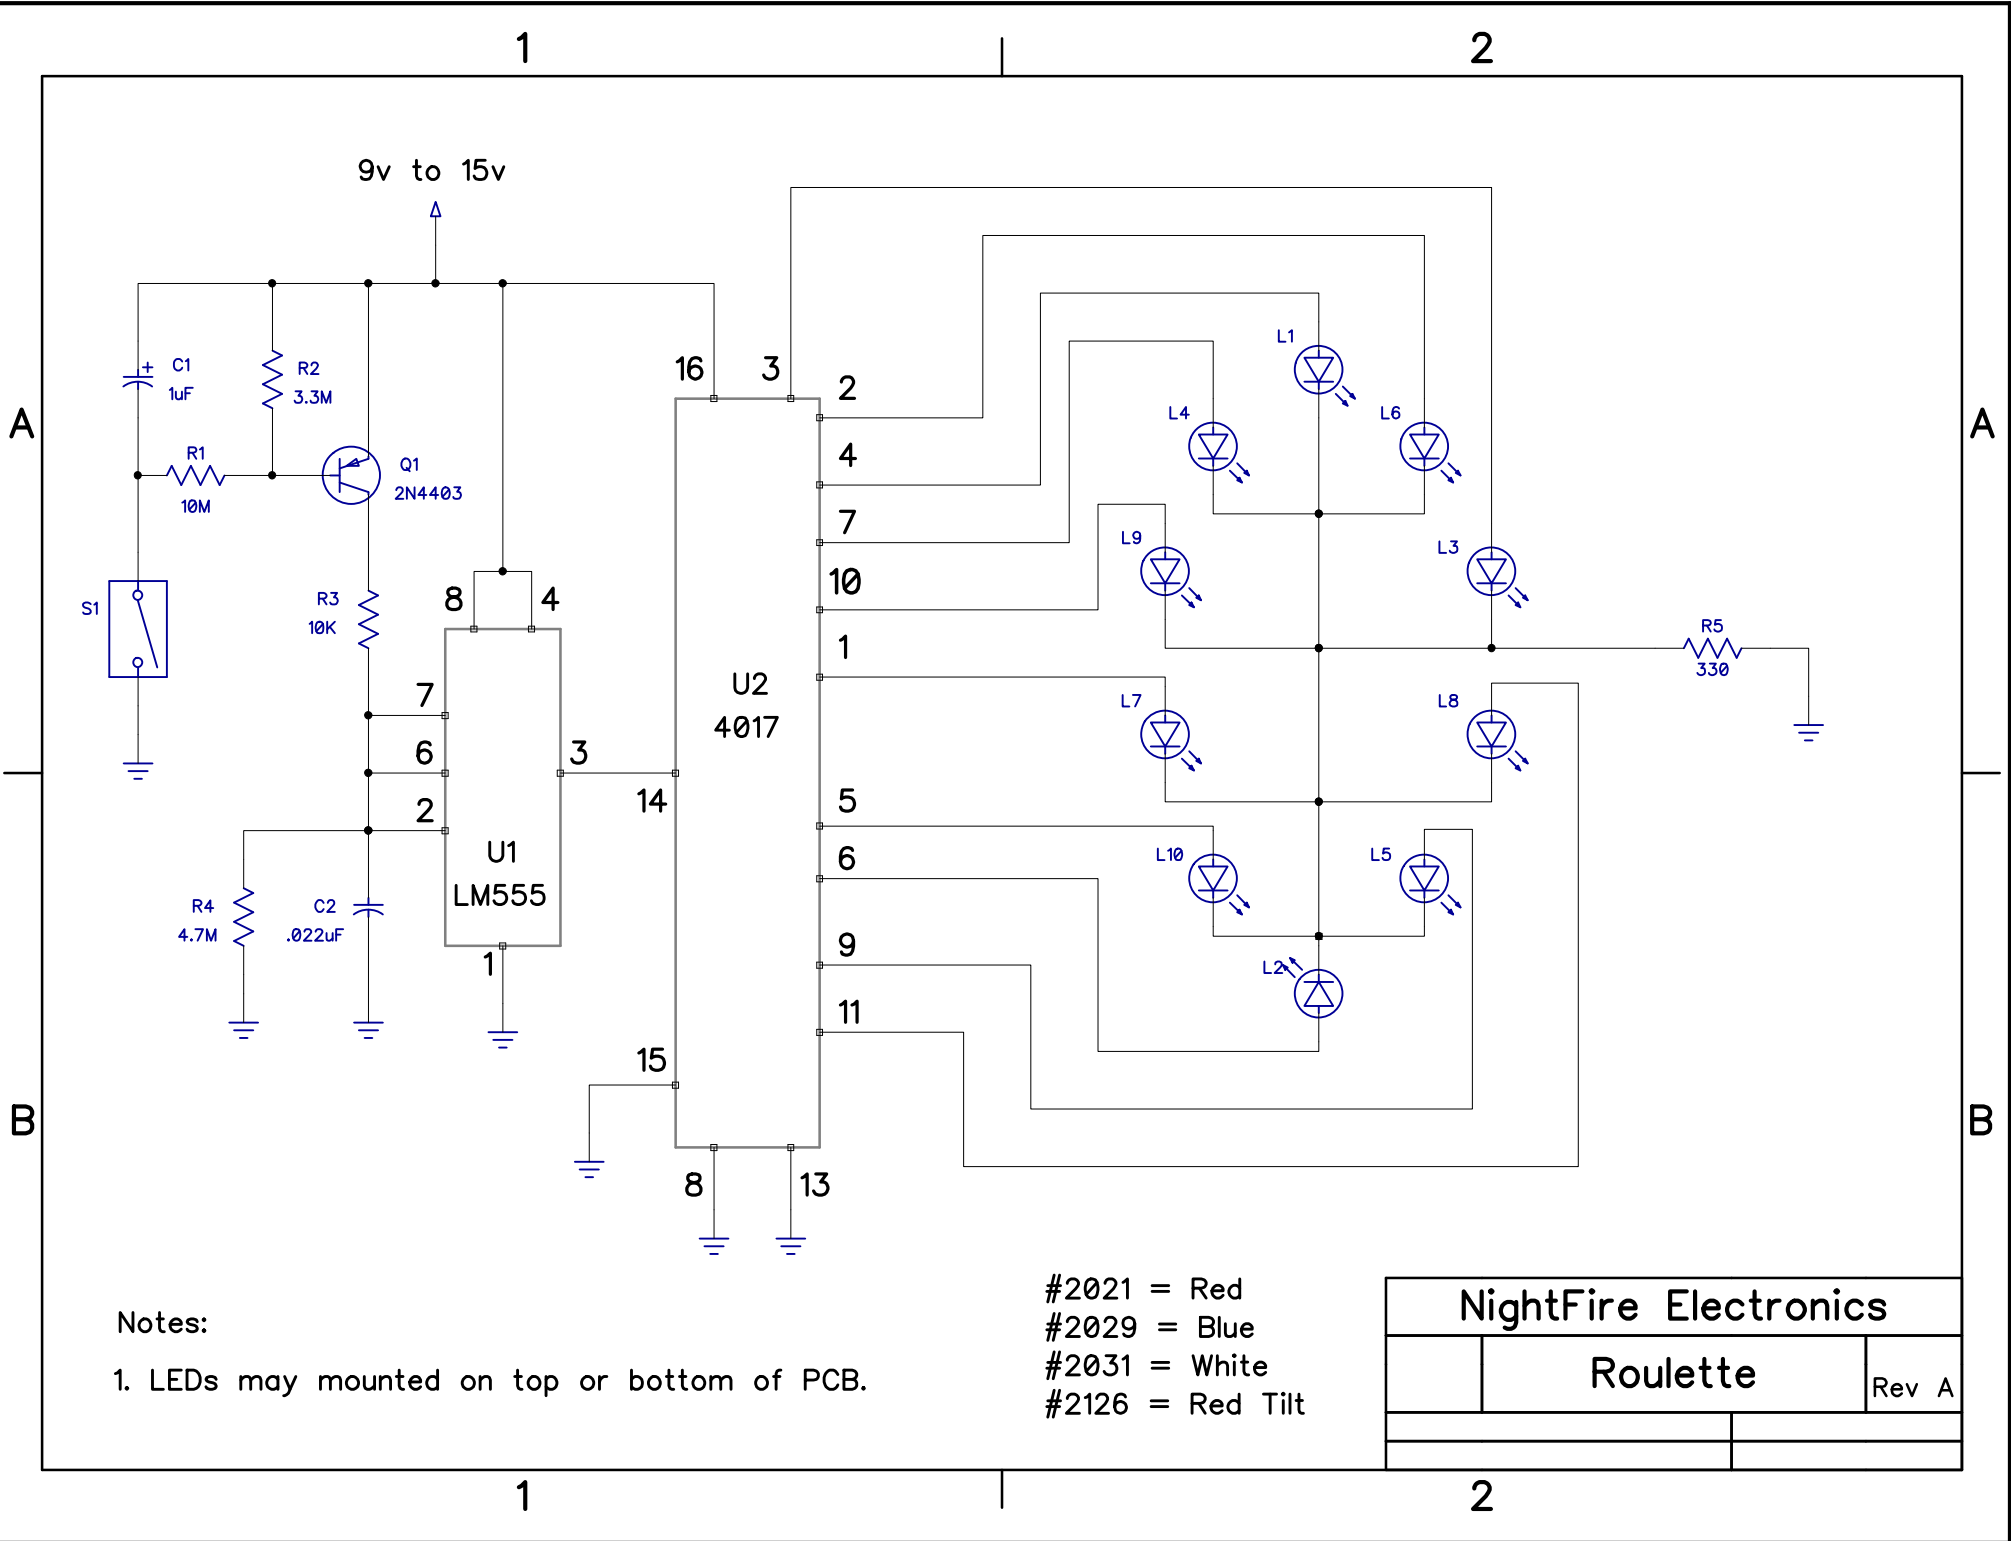 1
2
9v to 15v
A
A
C1
1uF
R2
3.3M
R1
10M
Q1
2N4403
S1
R3
10K
8
4
7
6
2
3
1
U1
LM555
R4
4.7M
C2
.022uF
16
3
2
4
7
10
1
5
6
9
11
14
15
8
13
U2
4017
L1
L4
L6
L9
L3
L7
L8
L10
L5
L2
R5
330
B
B
Notes:
1. LEDs may mounted on top or bottom of PCB.
#2021 = Red
#2029 = Blue
#2031 = White
#2126 = Red Tilt
NightFire Electronics
Roulette
Rev A
1
2